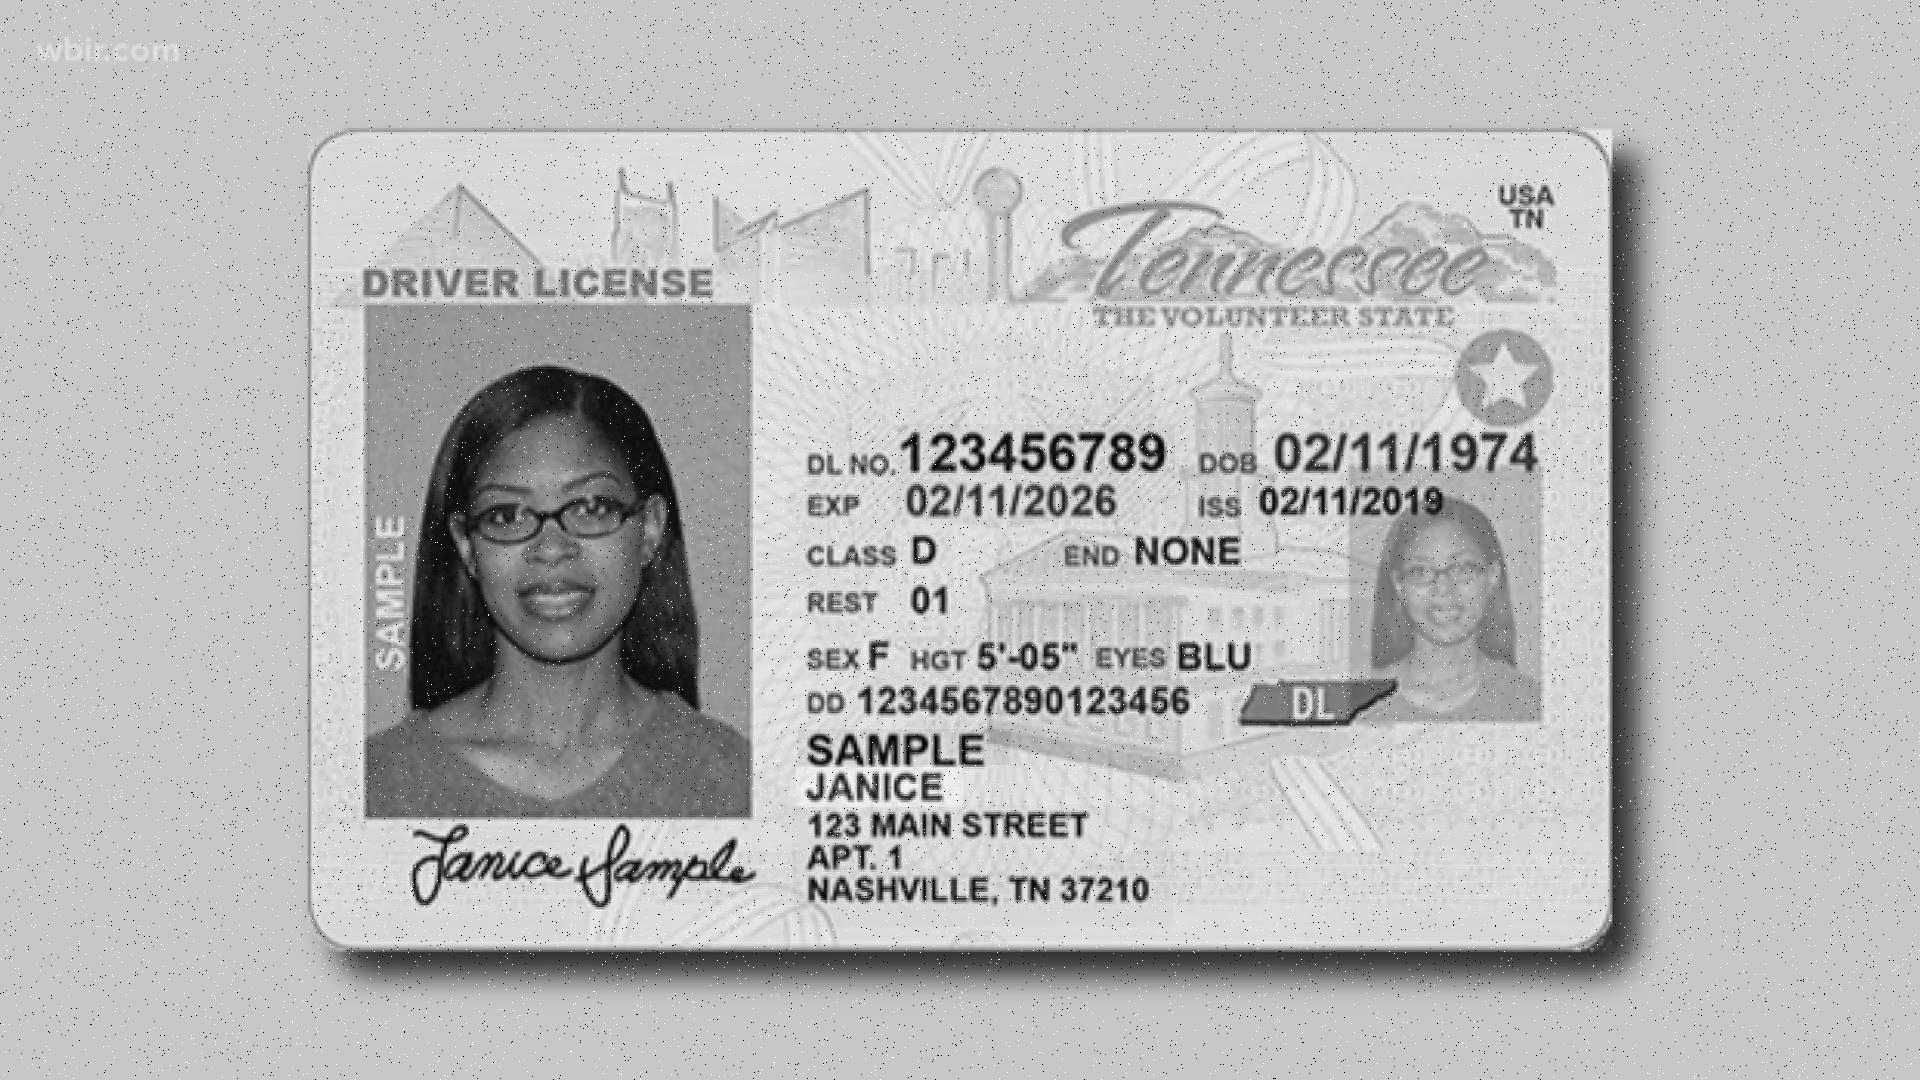 wbir.com
USA
TN
Tennessee
DRIVER LICENSE
THE VOLUNTEER STATE
DL NO. 123456789 DOB 02/11/1974
EXP 02/11/2026 ISS 02/11/2019
CLASS D END NONE
REST 01
SAMPLE
SEX F HGT 5'-05" EYES BLU
DD 1234567890123456
DL
SAMPLE
JANICE
123 MAIN STREET
APT. 1
NASHVILLE, TN 37210
Janice Sample